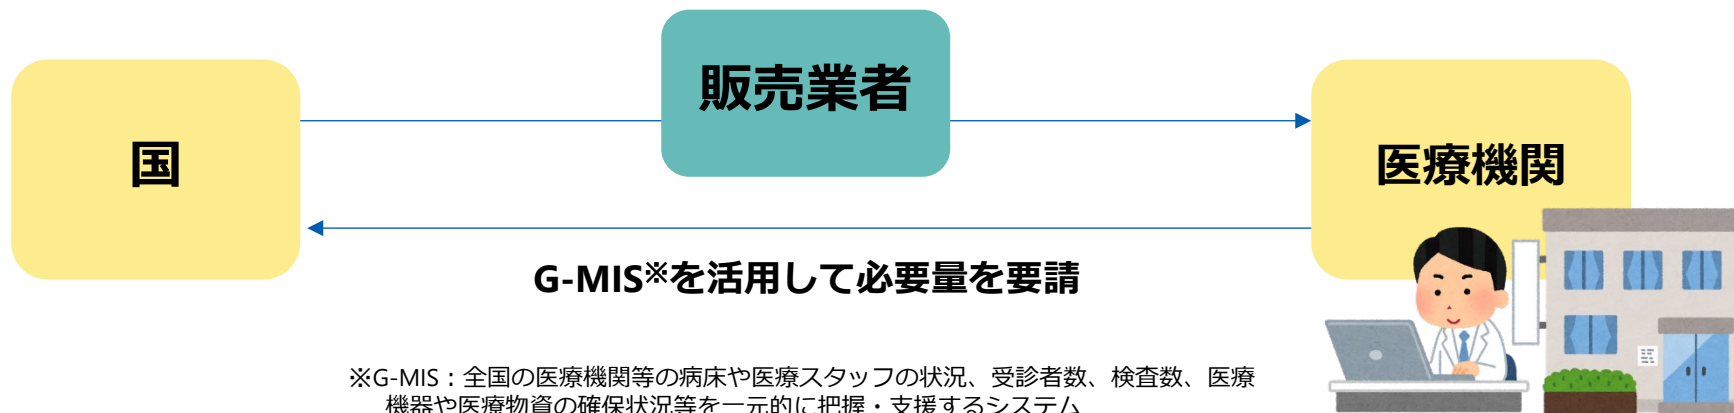 販売業者
国
医療機関
G-MIS※を活用して必要量を要請
※G-MIS：全国の医療機関等の病床や医療スタッフの状況、受診者数、検査数、医療
機器や医療物資の確保状況等を一元的に把握・支援するシステム